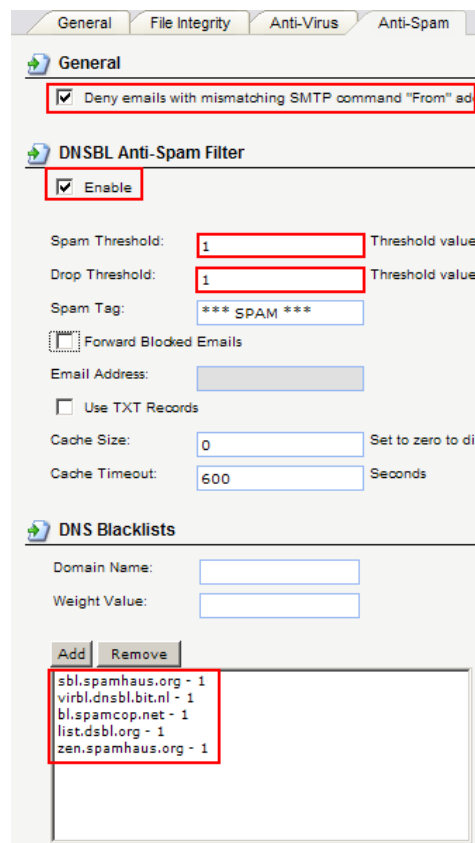 General File Integrity Anti-Virus Anti-Spam
General
Deny emails with mismatching SMTP command "From"
DNSBL Anti-Spam Filter
Enable
Spam Threshold: 1 Threshold value
Drop Threshold: 1 Threshold value
Spam Tag: *** SPAM ***
Forward Blocked Emails
Email Address:
Use TXT Records
Cache Size: 0 Set to zero to
Cache Timeout: 600 Seconds
DNS Blacklists
Domain Name:
Weight Value:
Add Remove
sbl.spamhaus.org - 1
virbl.dnsbl.bit.nl - 1
bl.spamcop.net - 1
list.dsbl.org - 1
zen.spamhaus.org - 1